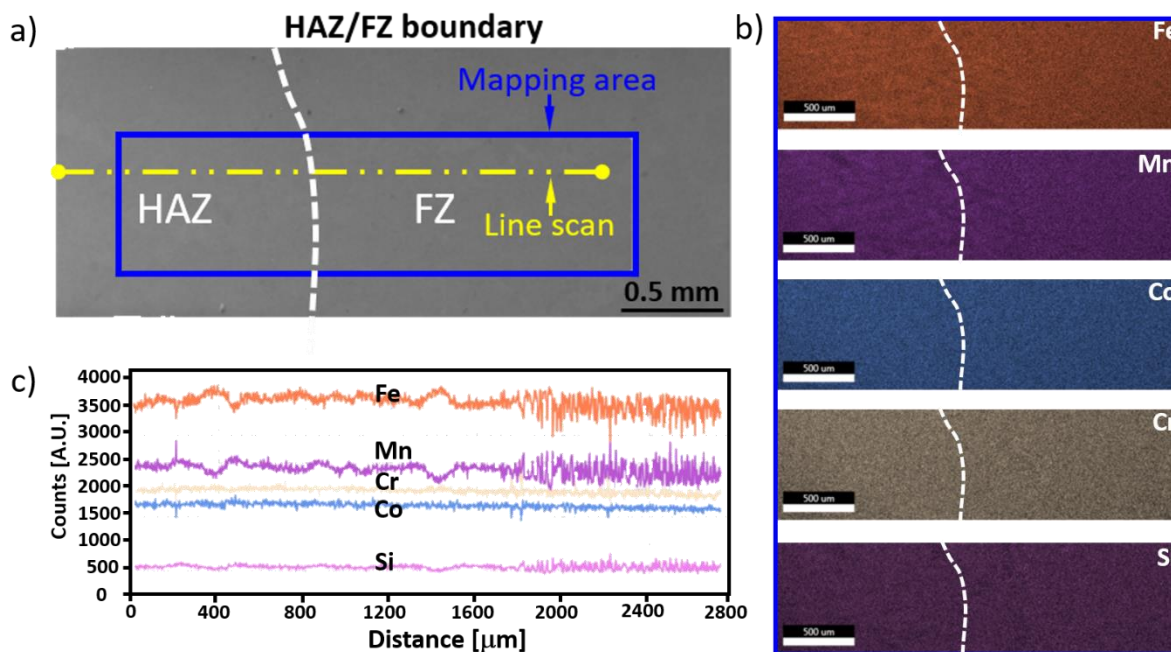 a)
HAZ/FZ boundary
Mapping area
HAZ
FZ
Line scan
0.5 mm
b)
Fe
500 um
Mn
500 um
Co
500 um
Cr
500 um
S
500 um
c)
4000
3500
3000
2500
2000
1500
1000
500
0
Counts [A.U.]
Fe
Mn
Cr
Co
Si
0
400
800
1200
1600
2000
2400
2800
Distance [μm]